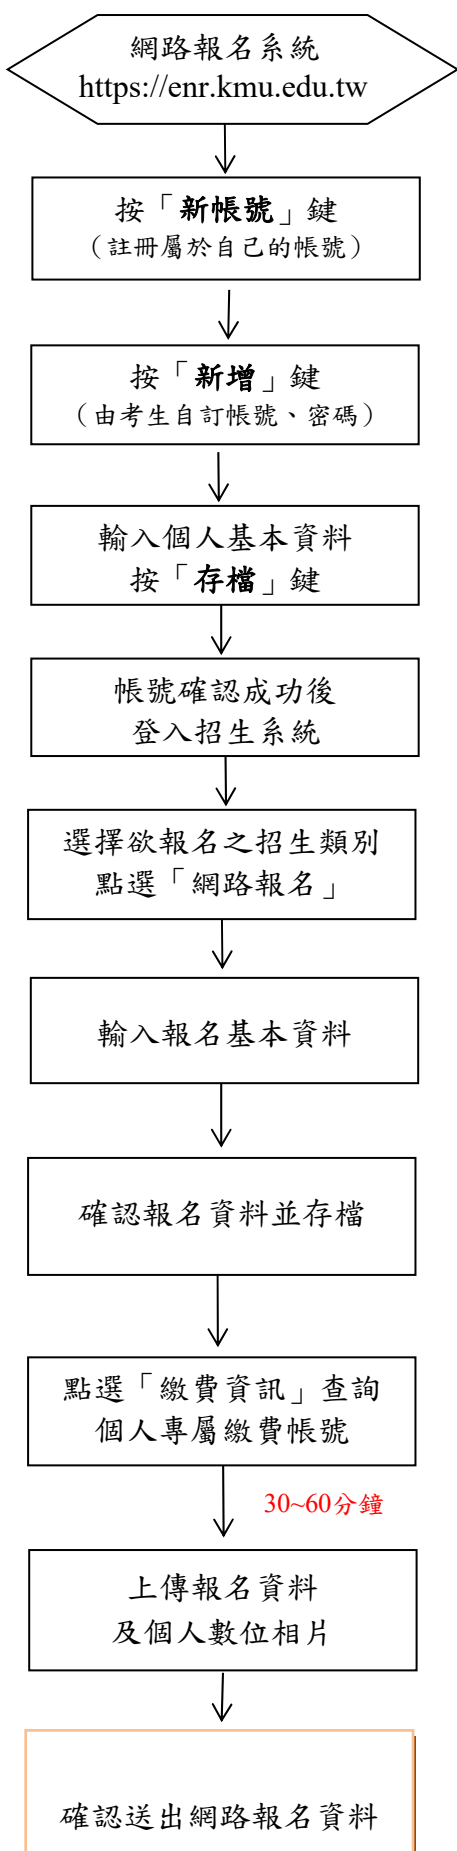 網路報名系統
https://enr.kmu.edu.tw
按「新帳號」鍵
（註冊屬於自己的帳號）
按「新增」鍵
（由考生自訂帳號、密碼）
輸入個人基本資料
按「存檔」鍵
帳號確認成功後
登入招生系統
選擇欲報名之招生類別
點選「網路報名」
輸入報名基本資料
確認報名資料並存檔
點選「繳費資訊」查詢
個人專屬繳費帳號
30~60分鐘
上傳報名資料
及個人數位相片
確認送出網路報名資料